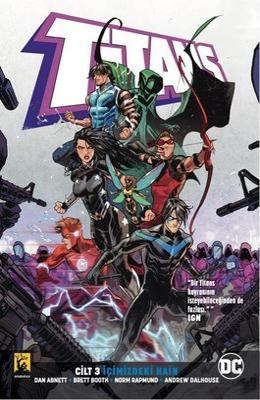 TITANS
"Bir Titans
hayranının
isteyebileceğinden de
fazlası."
IGN
CİLT 3 İÇİMİZDEKİ HAİN
DAN ABNETT • BRETT BOOTH • NORM RAPMUND • ANDREW DALHOUSE
DC